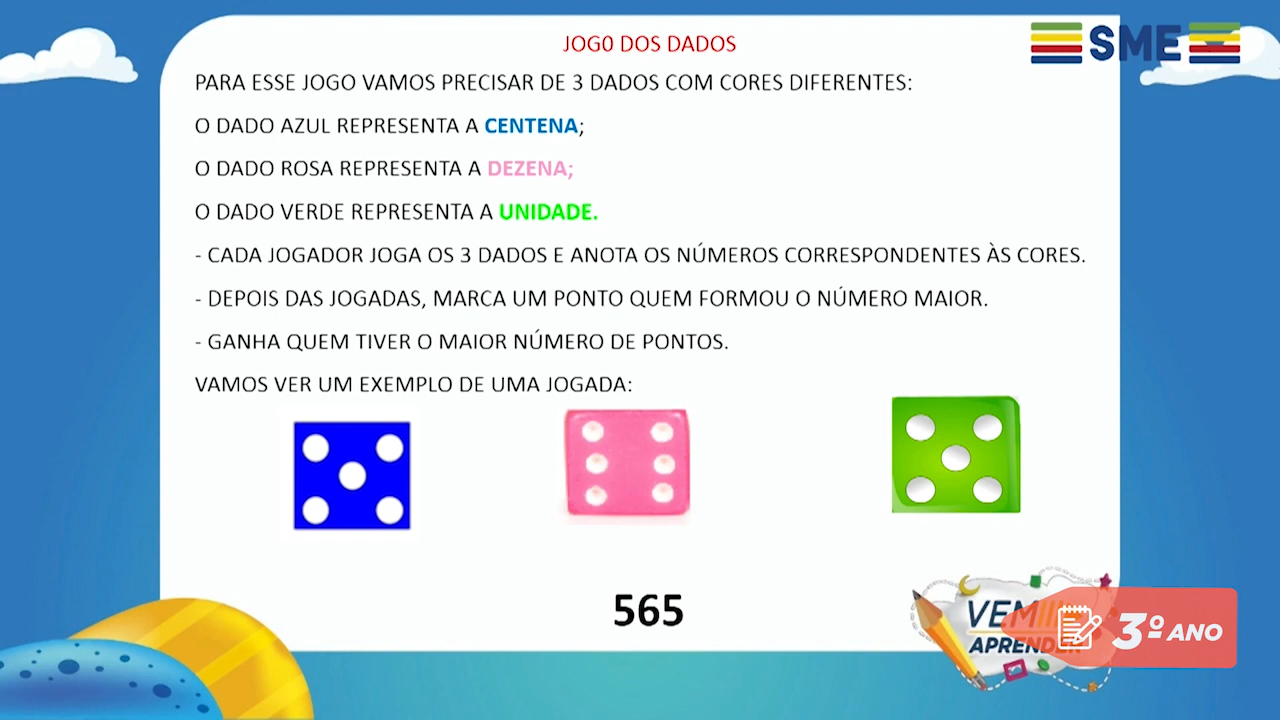 JOG0 DOS DADOS
SME
PARA ESSE JOGO VAMOS PRECISAR DE 3 DADOS COM CORES DIFERENTES:
O DADO AZUL REPRESENTA A CENTENA;
O DADO ROSA REPRESENTA A DEZENA;
O DADO VERDE REPRESENTA A UNIDADE.
- CADA JOGADOR JOGA OS 3 DADOS E ANOTA OS NÚMEROS CORRESPONDENTES ÀS CORES.
- DEPOIS DAS JOGADAS, MARCA UM PONTO QUEM FORMOU O NÚMERO MAIOR.
- GANHA QUEM TIVER O MAIOR NÚMERO DE PONTOS.
VAMOS VER UM EXEMPLO DE UMA JOGADA:
565
VEM
APRENDER
3º ANO